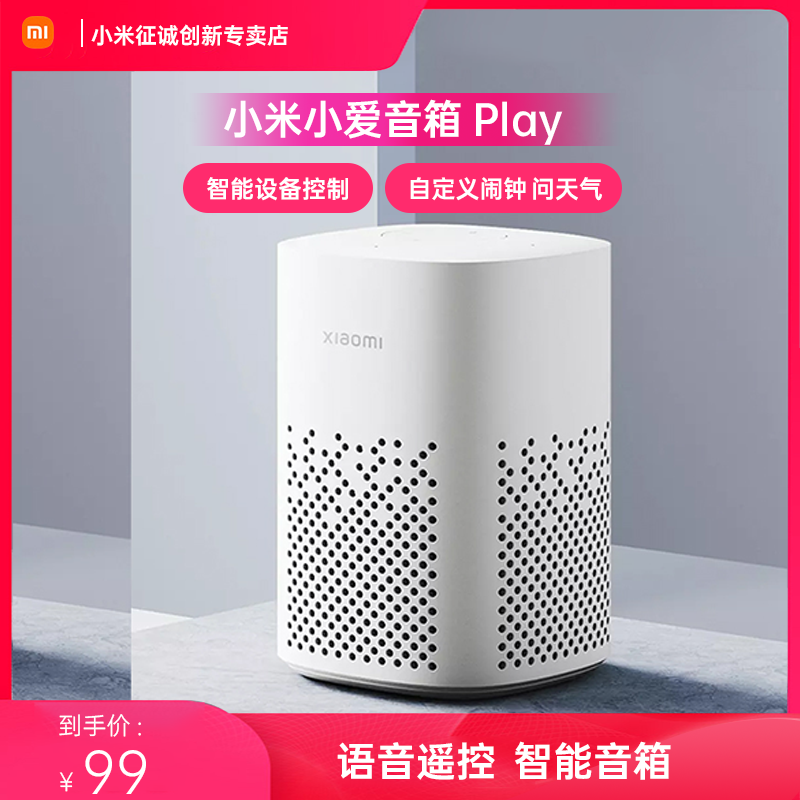 mi
小米征诚创新专卖店
小米小爱音箱 Play
智能设备控制
自定义闹钟 问天气
xiaomi
到手价:
¥ 99
语音遥控 智能音箱